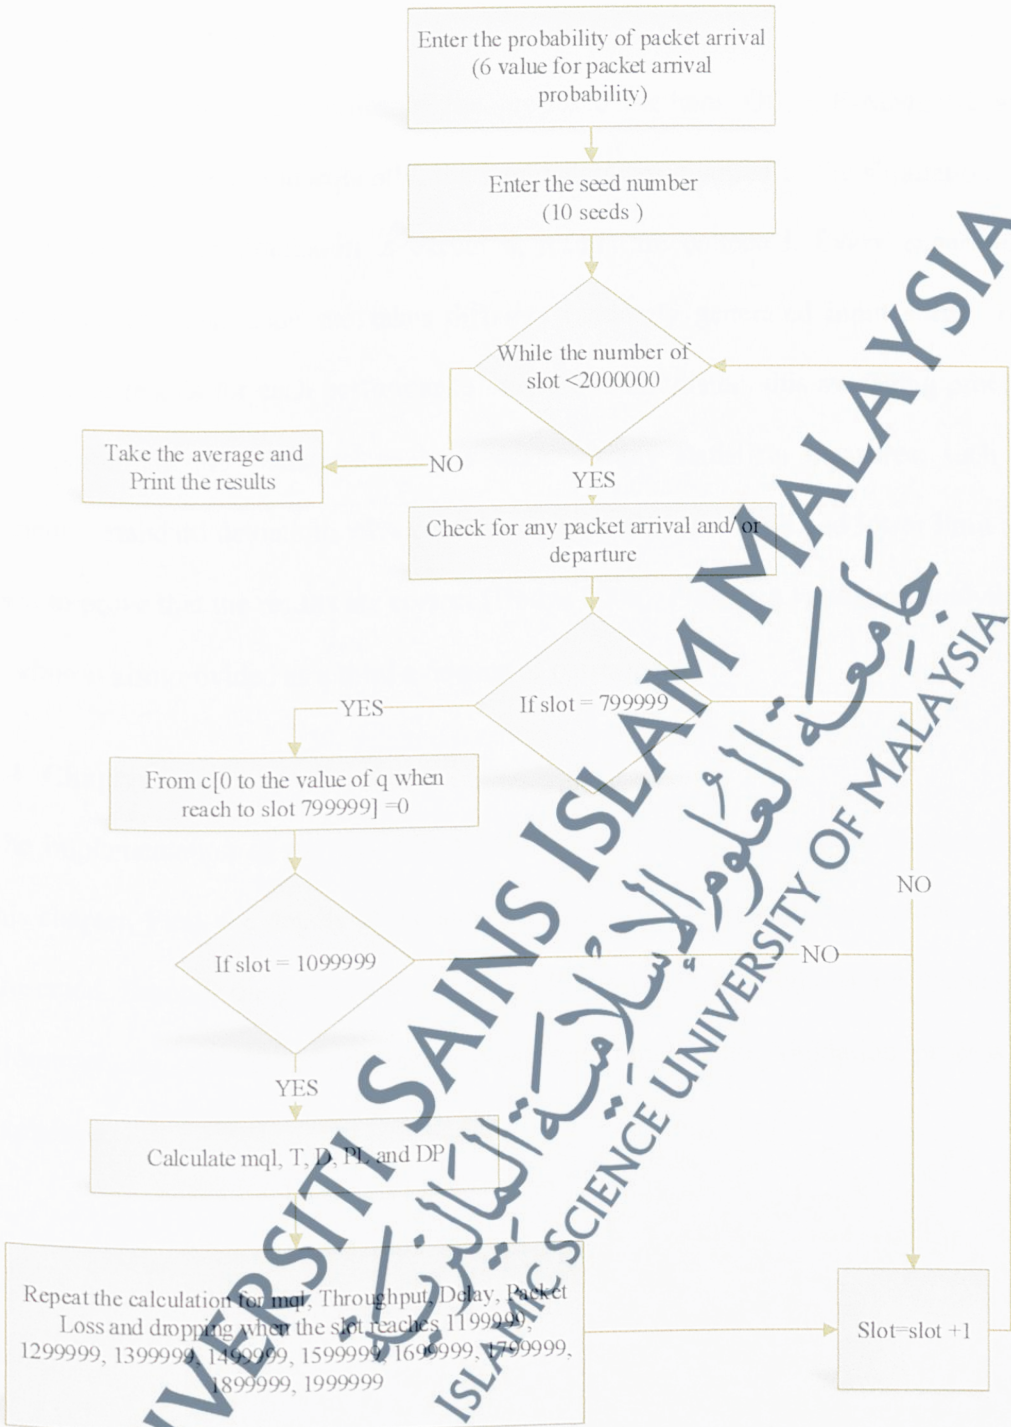 Enter the probability of packet arrival
(6 value for packet arrival
probability)
Enter the seed number
(10 seeds )
While the number of
slot <2000000
NO
Take the average and
Print the results
YES
Check for any packet arrival and/ or
departure
If slot = 799999
YES
From c[0 to the value of q when
reach to slot 799999] =0
NO
If slot = 1099999
NO
YES
Calculate mql, T, D, PL and DP
Repeat the calculation for mql, Throughput, Delay, Packet
Loss and dropping when the slot reaches 1199999,
1299999, 1399999, 1499999, 1599999, 1699999, 1799999,
1899999, 1999999
Slot=slot +1
IVERSITI SAINS ISLAM MALAYSIA
جامعة العلوم الإسلامية الماليزية
ISLAMIC SCIENCE UNIVERSITY OF MALAYSIA